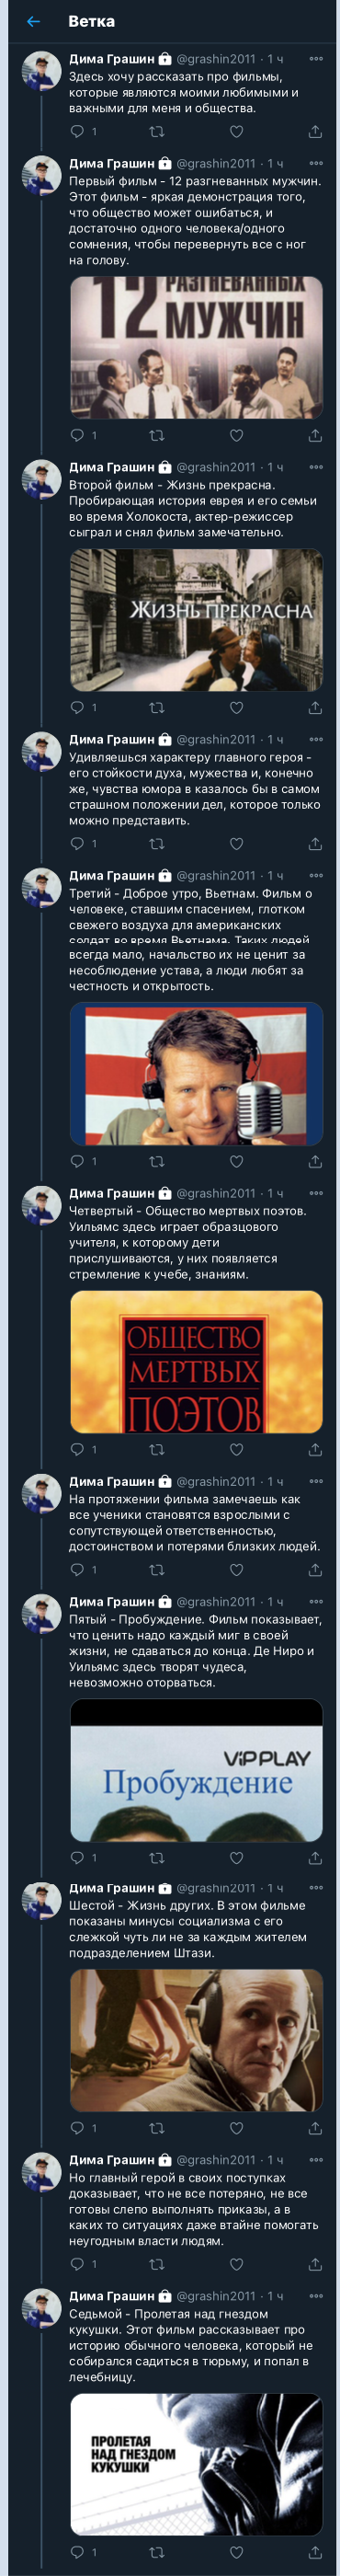 Ветка
Дима Грашин @grashin2011 · 1 ч
Здесь хочу рассказать про фильмы,
которые являются моими любимыми и
важными для меня и общества.
1
Дима Грашин @grashin2011 · 1 ч
Первый фильм - 12 разгневанных мужчин.
Этот фильм - яркая демонстрация того,
что общество может ошибаться, и
достаточно одного человека/одного
сомнения, чтобы перевернуть все с ног
на голову.
12 РАЗГНЕВАННЫХ
МУЖЧИН
1
Дима Грашин @grashin2011 · 1 ч
Второй фильм - Жизнь прекрасна.
Пробирающая история еврея и его семьи
во время Холокоста, актер-режиссер
сыграл и снял фильм замечательно.
ЖИЗНЬ ПРЕКРАСНА
1
Дима Грашин @grashin2011 · 1 ч
Удивляешься характеру главного героя -
его стойкости духа, мужества и, конечно
же, чувства юмора в казалось бы в самом
страшном положении дел, которое только
можно представить.
1
Дима Грашин @grashin2011 · 1 ч
Третий - Доброе утро, Вьетнам. Фильм о
человеке, ставшим спасением, глотком
свежего воздуха для американских
солдат во время Вьетнама. Таких людей
всегда мало, начальство их не ценит за
несоблюдение устава, а люди любят за
честность и открытость.
1
Дима Грашин @grashin2011 · 1 ч
Четвертый - Общество мертвых поэтов.
Уильямс здесь играет образцового
учителя, к которому дети
прислушиваются, у них появляется
стремление к учебе, знаниям.
ОБЩЕСТВО
МЕРТВЫХ
ПОЭТОВ
1
Дима Грашин @grashin2011 · 1 ч
На протяжении фильма замечаешь как
все ученики становятся взрослыми с
сопутствующей ответственностью,
достоинством и потерями близких людей.
1
Дима Грашин @grashin2011 · 1 ч
Пятый - Пробуждение. Фильм показывает,
что ценить надо каждый миг в своей
жизни, не сдаваться до конца. Де Ниро и
Уильямс здесь творят чудеса,
невозможно оторваться.
ViP PLAY
Пробуждение
1
Дима Грашин @grashin2011 · 1 ч
Шестой - Жизнь других. В этом фильме
показаны минусы социализма с его
слежкой чуть ли не за каждым жителем
подразделением Штази.
1
Дима Грашин @grashin2011 · 1 ч
Но главный герой в своих поступках
доказывает, что не все потеряно, не все
готовы слепо выполнять приказы, а в
каких то ситуациях даже втайне помогать
неугодным власти людям.
1
Дима Грашин @grashin2011 · 1 ч
Седьмой - Пролетая над гнездом
кукушки. Этот фильм рассказывает про
историю обычного человека, который не
собирался садиться в тюрьму, и попал в
лечебницу.
ПРОЛЕТАЯ
НАД ГНЕЗДОМ
КУКУШКИ
1